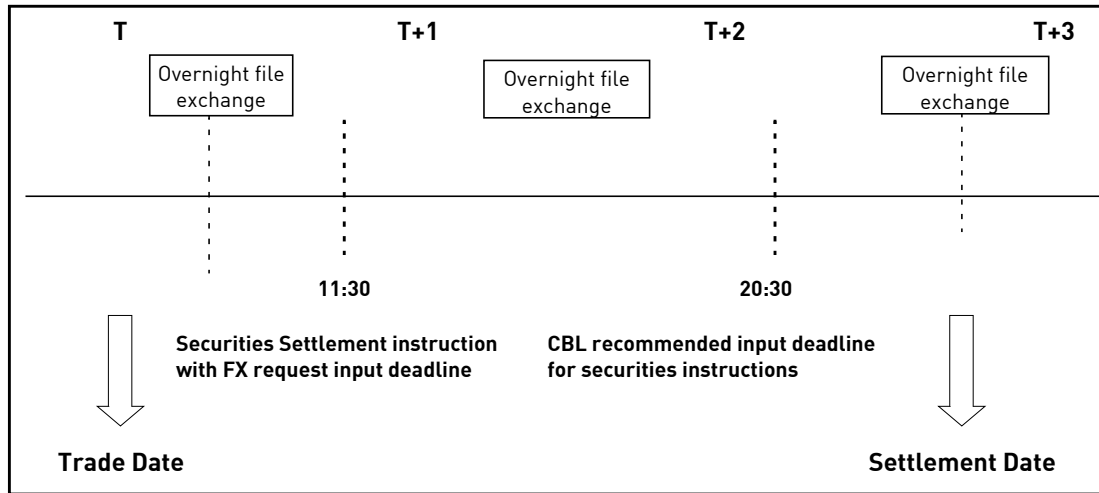 T
T+1
T+2
T+3
Overnight file
exchange
Overnight file
exchange
Overnight file
exchange
11:30
20:30
Securities Settlement instruction
with FX request input deadline
CBL recommended input deadline
for securities instructions
Trade Date
Settlement Date